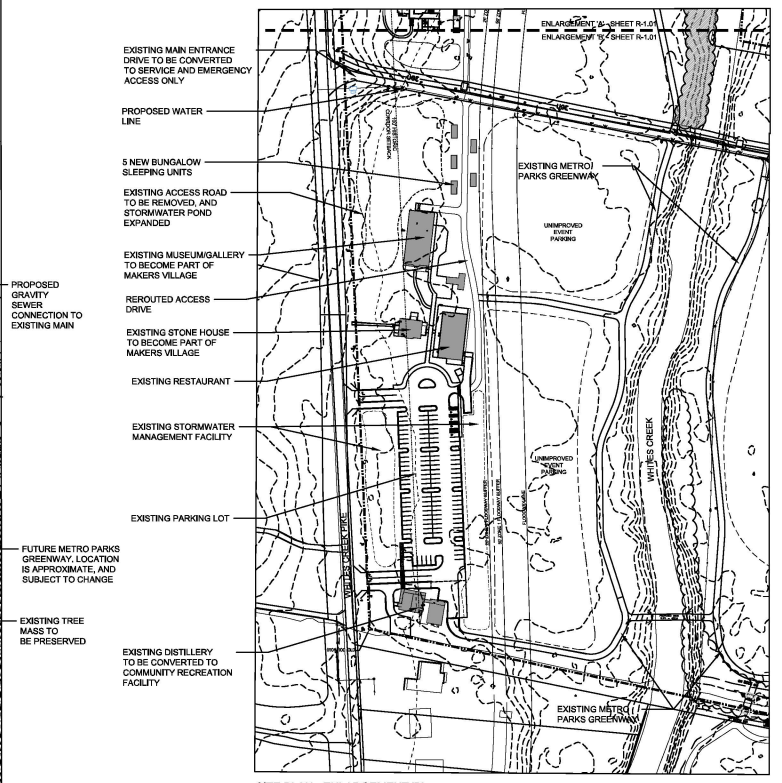 ENLARGEMENT 'A' - SHEET R-1.01
ENLARGEMENT 'B' - SHEET R-1.01
EXISTING MAIN ENTRANCE
DRIVE TO BE CONVERTED
TO SERVICE AND EMERGENCY
ACCESS ONLY
PROPOSED WATER
LINE
5 NEW BUNGALOW
SLEEPING UNITS
EXISTING ACCESS ROAD
TO BE REMOVED, AND
STORMWATER POND
EXPANDED
EXISTING MUSEUM/GALLERY
TO BECOME PART OF
MAKERS VILLAGE
REROUTED ACCESS
DRIVE
EXISTING STONE HOUSE
TO BECOME PART OF
MAKERS VILLAGE
EXISTING RESTAURANT
EXISTING STORMWATER
MANAGEMENT FACILITY
EXISTING PARKING LOT
EXISTING DISTILLERY
TO BE CONVERTED TO
COMMUNITY RECREATION
FACILITY
PROPOSED
GRAVITY
SEWER
CONNECTION TO
EXISTING MAIN
FUTURE METRO PARKS
GREENWAY. LOCATION
IS APPROXIMATE, AND
SUBJECT TO CHANGE
EXISTING TREE
MASS TO
BE PRESERVED
EXISTING METRO
PARKS GREENWAY
UNIMPROVED
EVENT
PARKING
UNIMPROVED
EVENT
PARKING
WHITES CREEK
WHITES CREEK PIKE
EXISTING METRO
PARKS GREENWAY